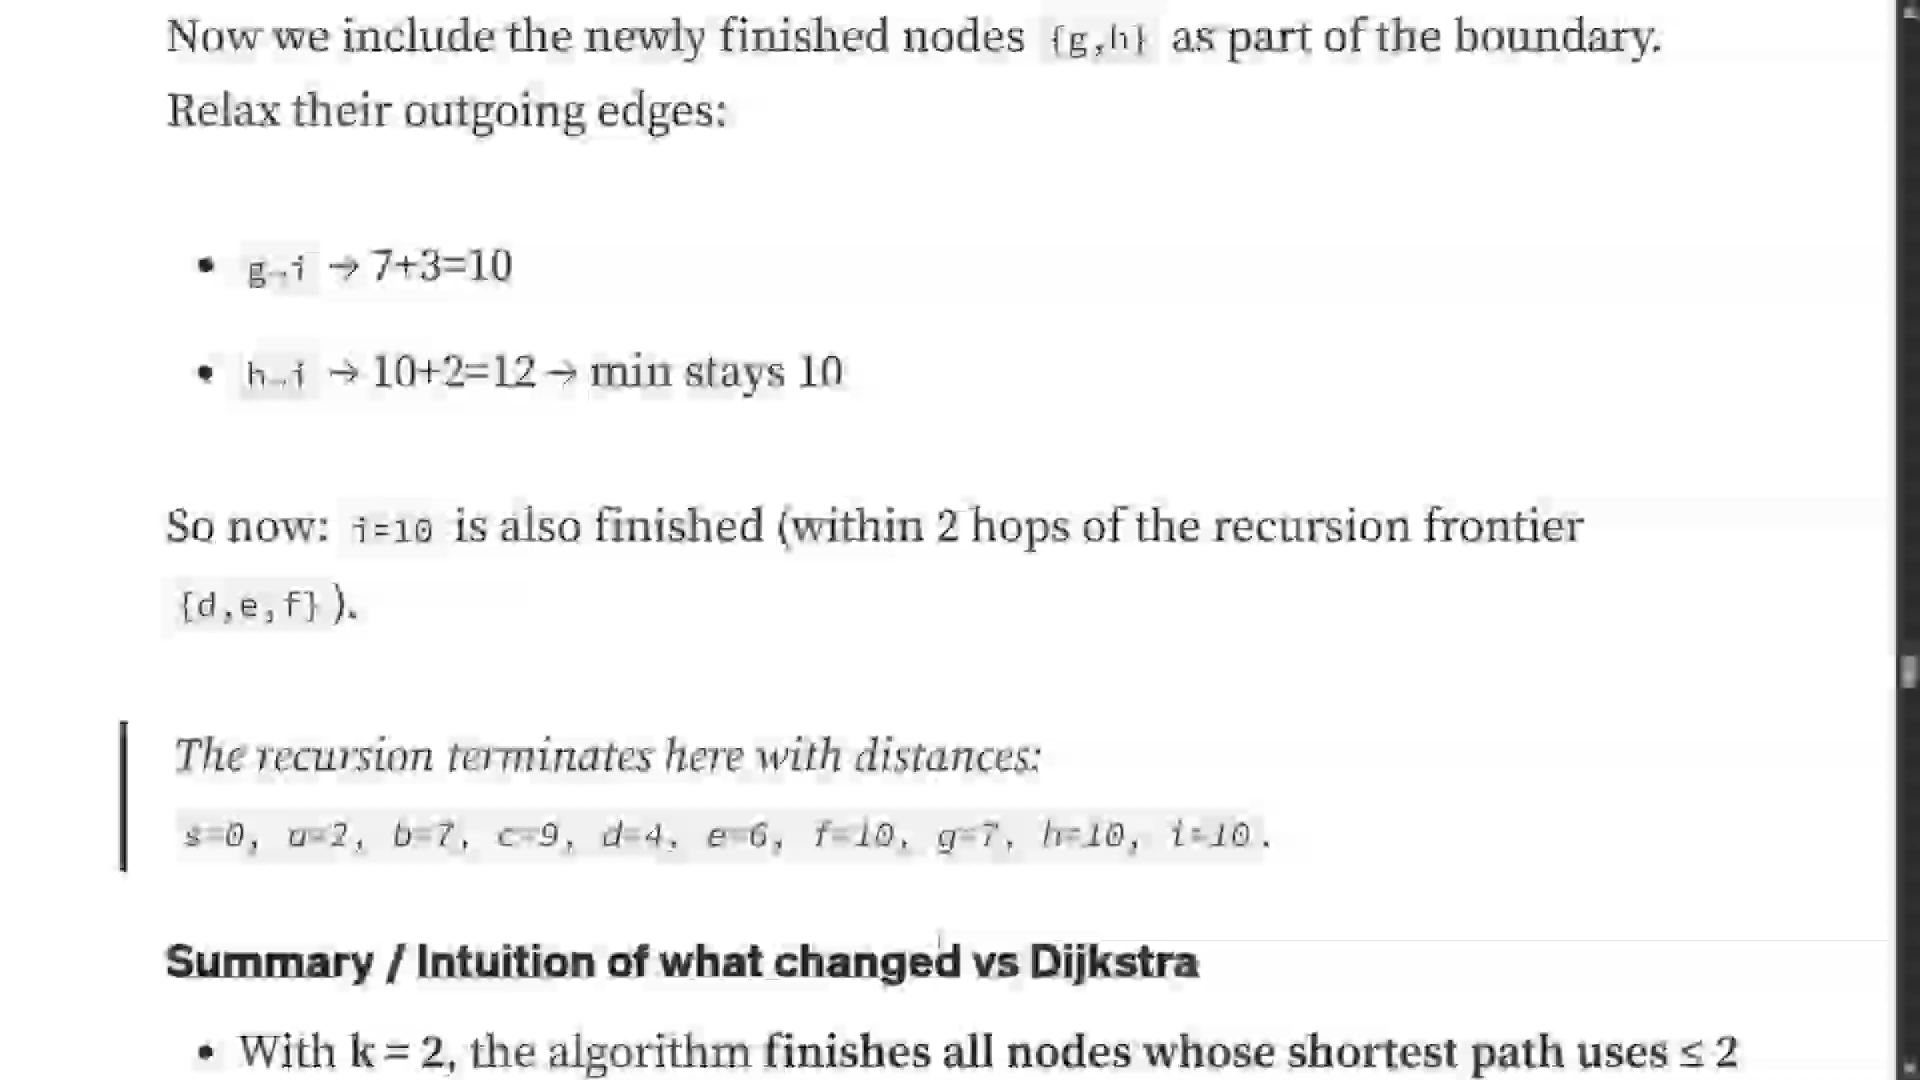 Now we include the newly finished nodes {g,h} as part of the boundary.
Relax their outgoing edges:
• g→i → 7+3=10
• h→i → 10+2=12 → min stays 10
So now: i=10 is also finished (within 2 hops of the recursion frontier
{d,e,f} ).
The recursion terminates here with distances:
s=0, a=2, b=7, c=9, d=4, e=6, f=10, g=7, h=10, i=10.
Summary / Intuition of what changed vs Dijkstra
• With k = 2, the algorithm finishes all nodes whose shortest path uses ≤ 2